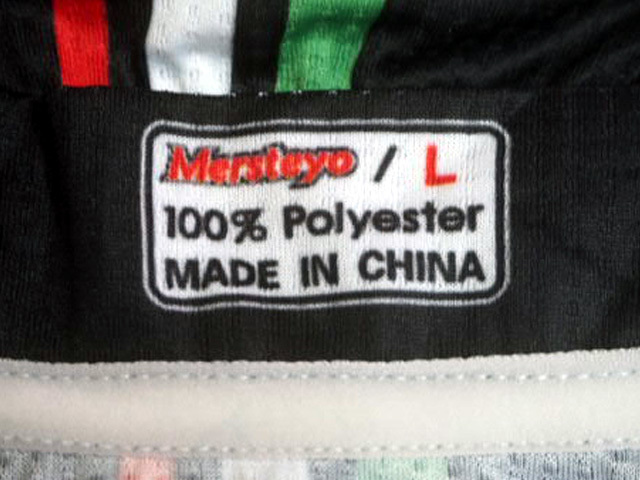 Mersteyo / L
100% Polyester
MADE IN CHINA